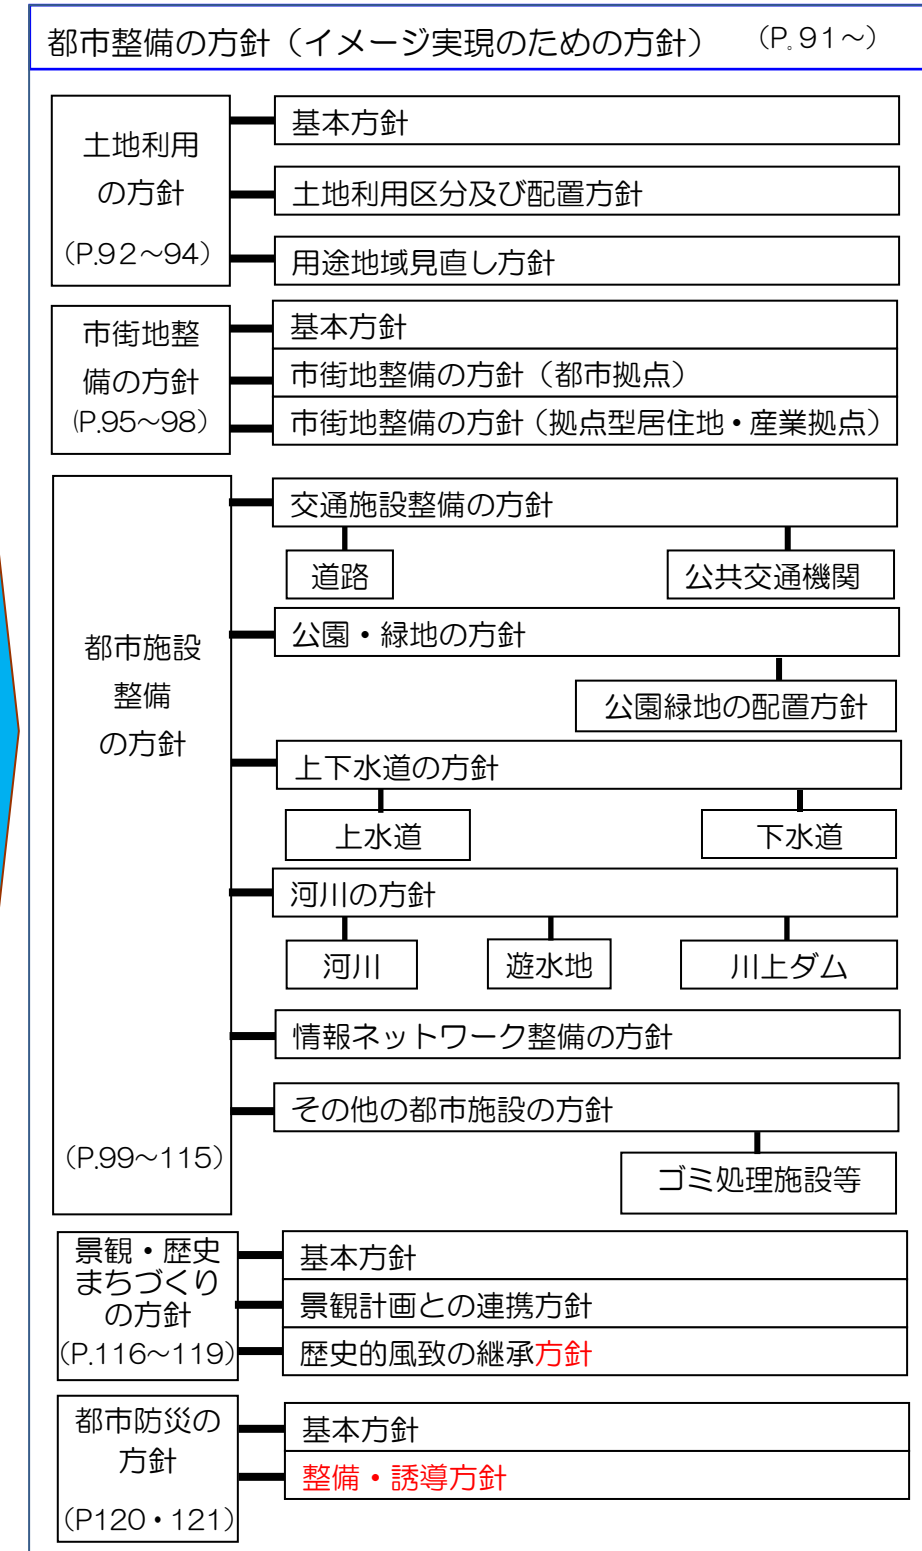 都市整備の方針（イメージ実現のための方針）　（P.91～）
土地利用
の方針
（P.92～94）
基本方針
土地利用区分及び配置方針
用途地域見直し方針
市街地整
備の方針
（P.95～98）
基本方針
市街地整備の方針（都市拠点）
市街地整備の方針（拠点型居住地・産業拠点）
都市施設
整備
の方針
（P.99～115）
交通施設整備の方針
道路
公共交通機関
公園・緑地の方針
公園緑地の配置方針
上下水道の方針
上水道
下水道
河川の方針
河川
遊水地
川上ダム
情報ネットワーク整備の方針
その他の都市施設の方針
ゴミ処理施設等
景観・歴史
まちづくり
の方針
（P.116～119）
基本方針
景観計画との連携方針
歴史的風致の継承方針
都市防災の
方針
（P120・121）
基本方針
整備・誘導方針